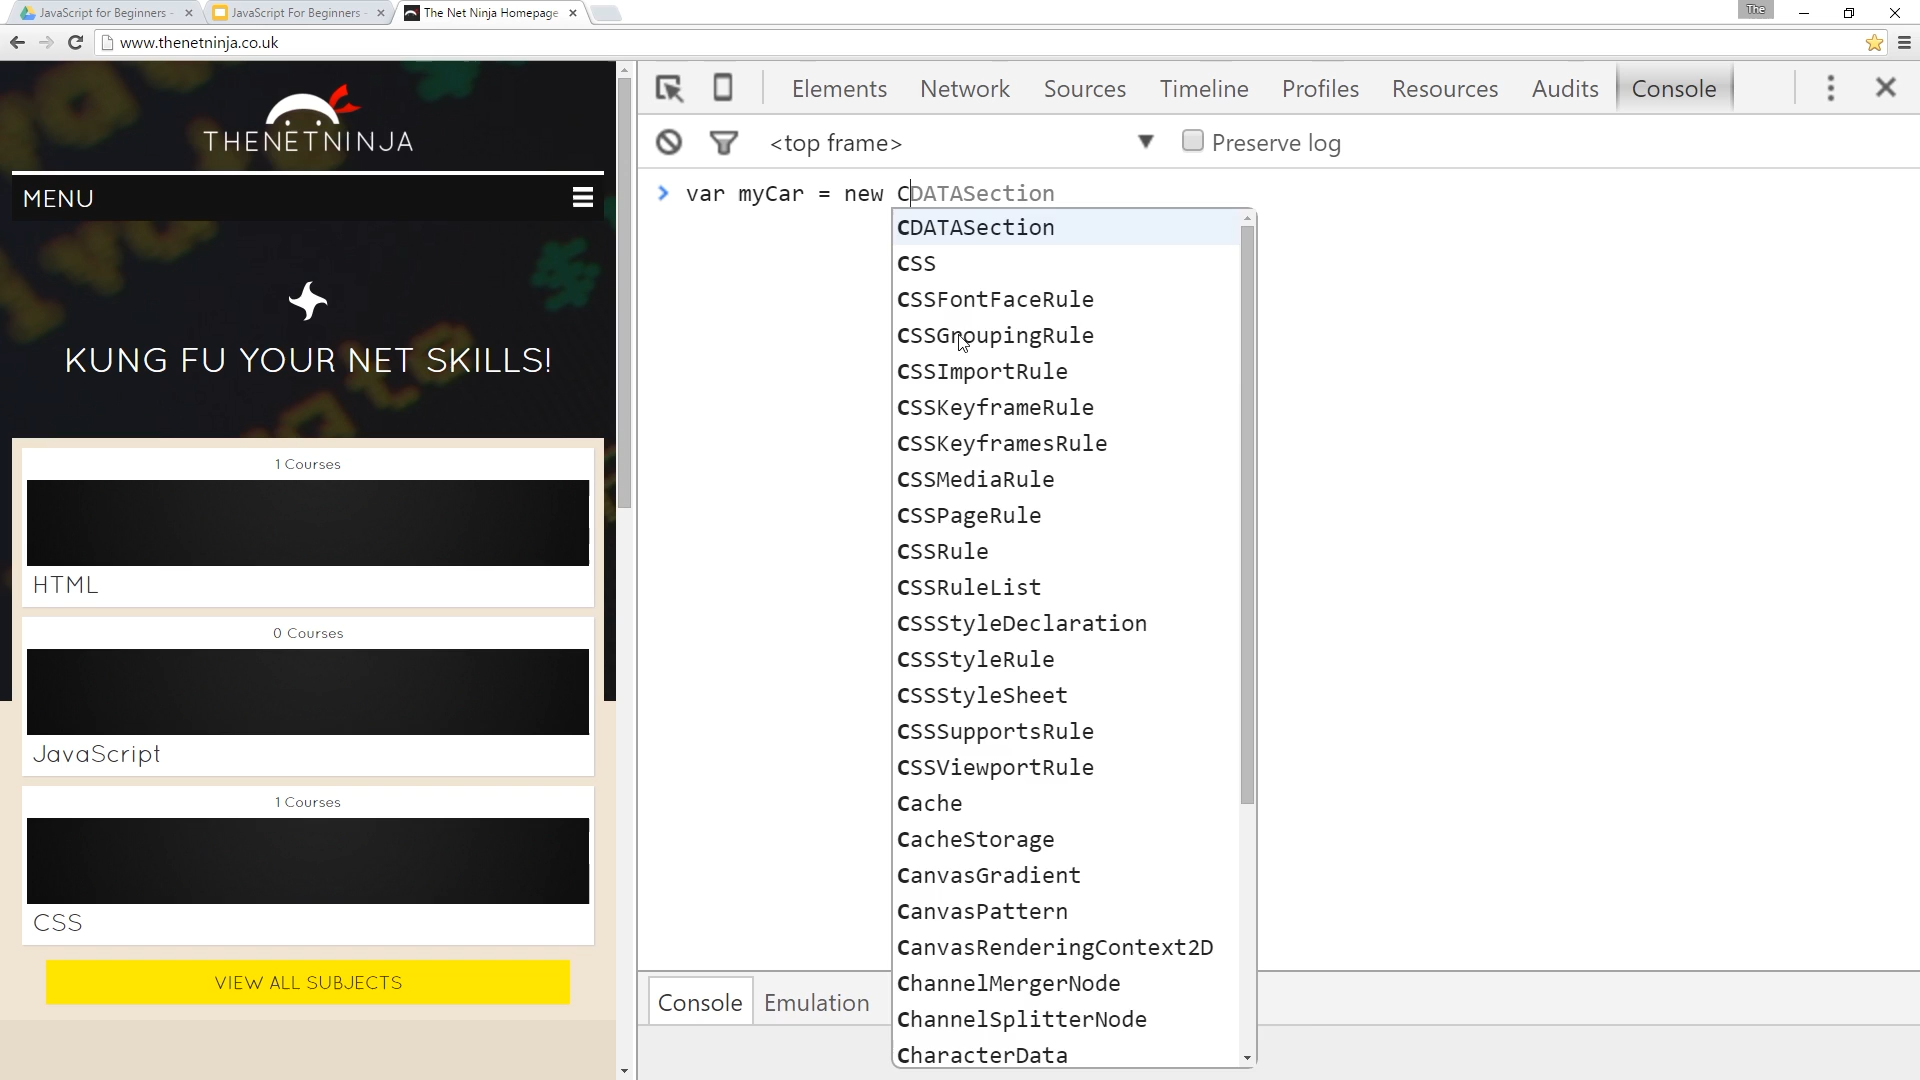 JavaScript for Beginners -
JavaScript For Beginners -
The Net Ninja Homepage
The
www.thenetninja.co.uk
THENETNINJA
MENU
KUNG FU YOUR NET SKILLS!
1 Courses
HTML
0 Courses
JavaScript
1 Courses
CSS
VIEW ALL SUBJECTS
Elements Network Sources Timeline Profiles Resources Audits Console
<top frame> Preserve log
var myCar = new CDATASection
CDATASection
CSS
CSSFontFaceRule
CSSGroupingRule
CSSImportRule
CSSKeyframeRule
CSSKeyframesRule
CSSMediaRule
CSSPageRule
CSSRule
CSSRuleList
CSSStyleDeclaration
CSSStyleRule
CSSStyleSheet
CSSSupportsRule
CSSViewportRule
Cache
CacheStorage
CanvasGradient
CanvasPattern
CanvasRenderingContext2D
ChannelMergerNode
ChannelSplitterNode
CharacterData
Console Emulation